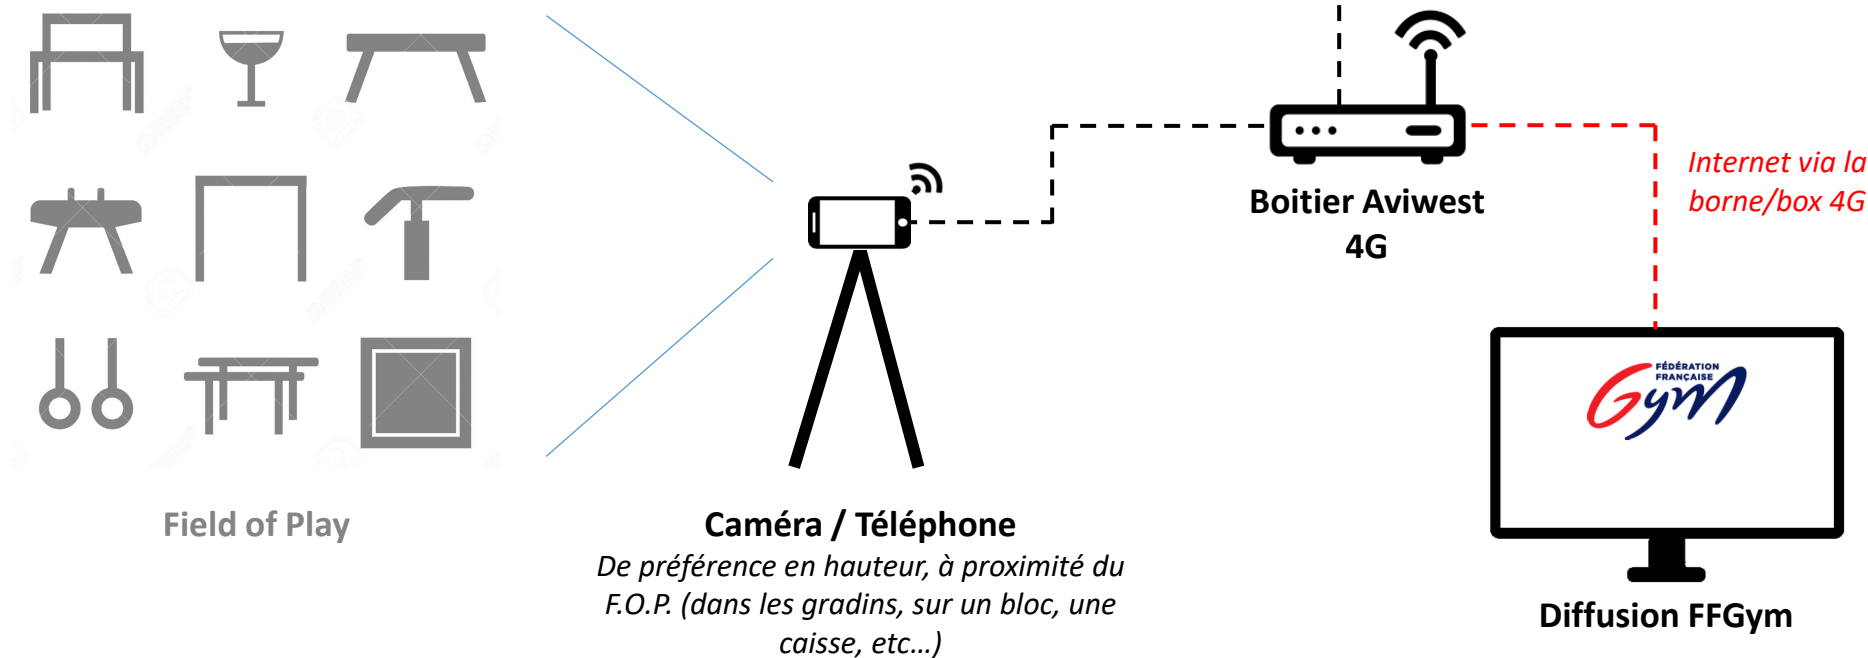 Internet via la
borne/box 4G
Boitier Aviwest
4G
FÉDÉRATION
FRANÇAISE
Gym
Field of Play
Caméra / Téléphone
De préférence en hauteur, à proximité du
F.O.P. (dans les gradins, sur un bloc, une
caisse, etc…)
Diffusion FFGym